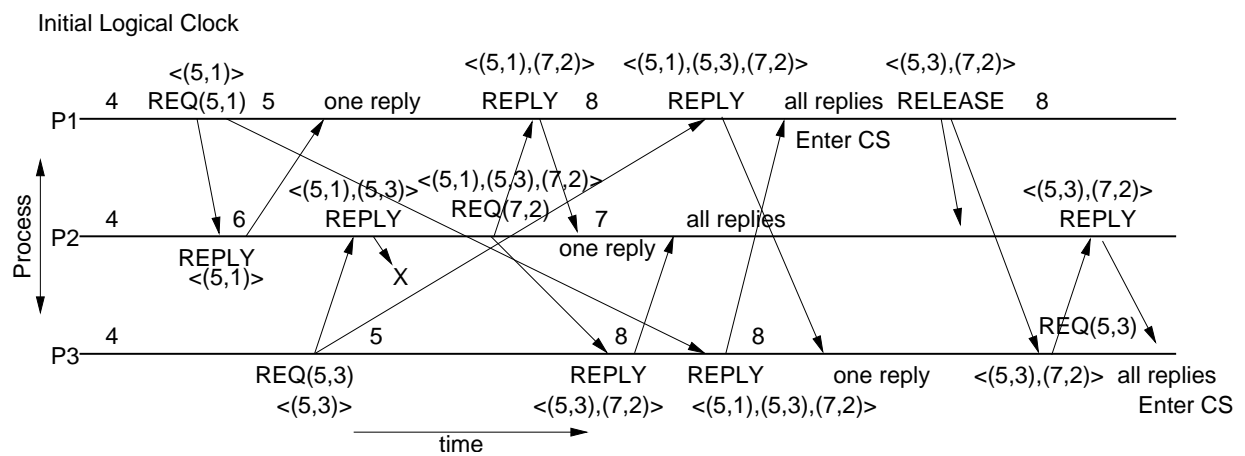 Initial Logical Clock
<(5,1)>
<(5,1),(7,2)>
<(5,1),(5,3),(7,2)>
<(5,3),(7,2)>
4
REQ(5,1)
5
one reply
REPLY
8
REPLY
all replies
RELEASE
8
P1
Enter CS
<(5,1),(5,3)>
<(5,1),(5,3),(7,2)>
<(5,3),(7,2)>
4
6
REPLY
REQ(7,2)
7
all replies
REPLY
P2
REPLY
one reply
<(5,1)>
X
Process
4
5
8
8
REQ(5,3)
P3
REQ(5,3)
REPLY
REPLY
one reply
<(5,3),(7,2)>
all replies
<(5,3)>
<(5,3),(7,2)>
<(5,1),(5,3),(7,2)>
Enter CS
time